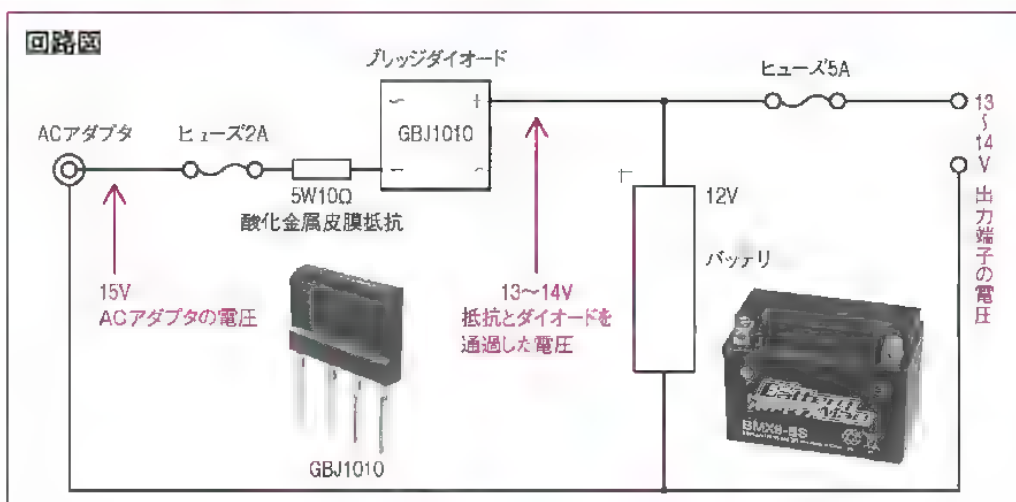 回路図
ブリッジダイオード
ヒューズ5A
ACアダプタ
ヒューズ2A
GBJ1010
5W10Ω
酸化金属皮膜抵抗
12V
バッテリ
15V
ACアダプタの電圧
13〜14V
抵抗とダイオードを
通過した電圧
13〜14V 出力端子の電圧
GBJ1010